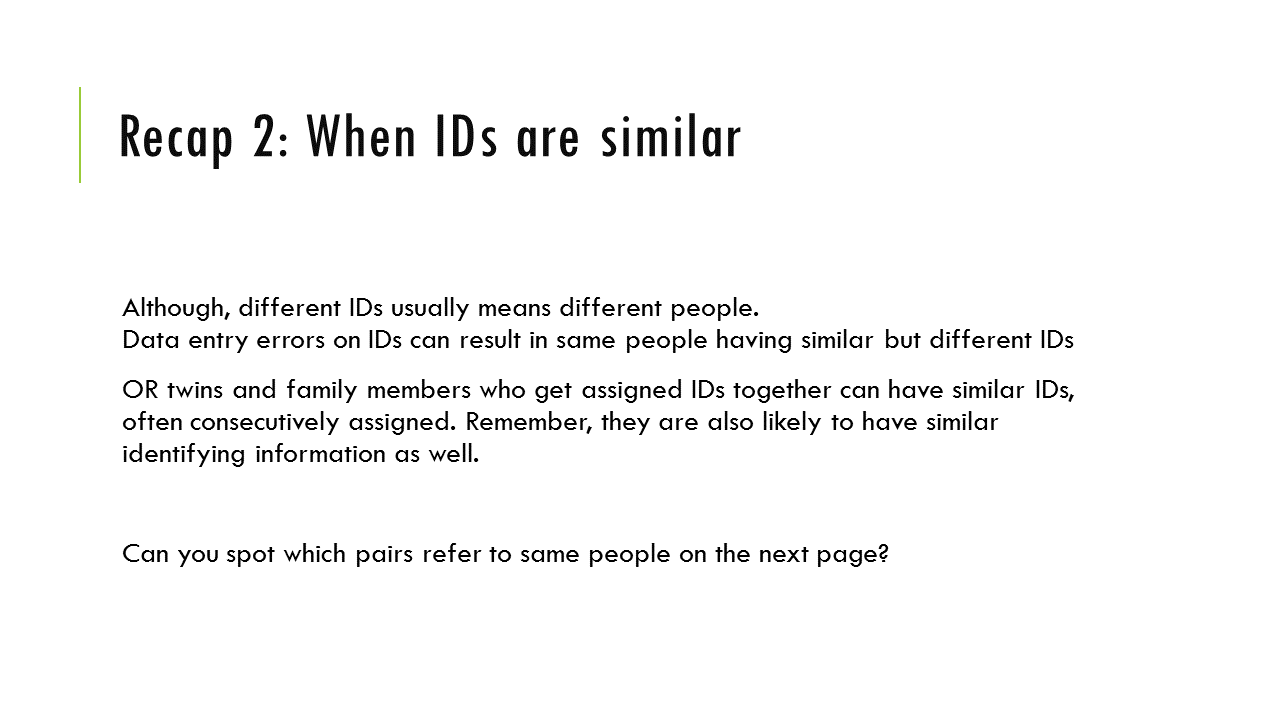 Recap 2: When IDs are similar
Although, different IDs usually means different people.
Data entry errors on IDs can result in same people having similar but different IDs
OR twins and family members who get assigned IDs together can have similar IDs,
often consecutively assigned. Remember, they are also likely to have similar
identifying information as well.
Can you spot which pairs refer to same people on the next page?